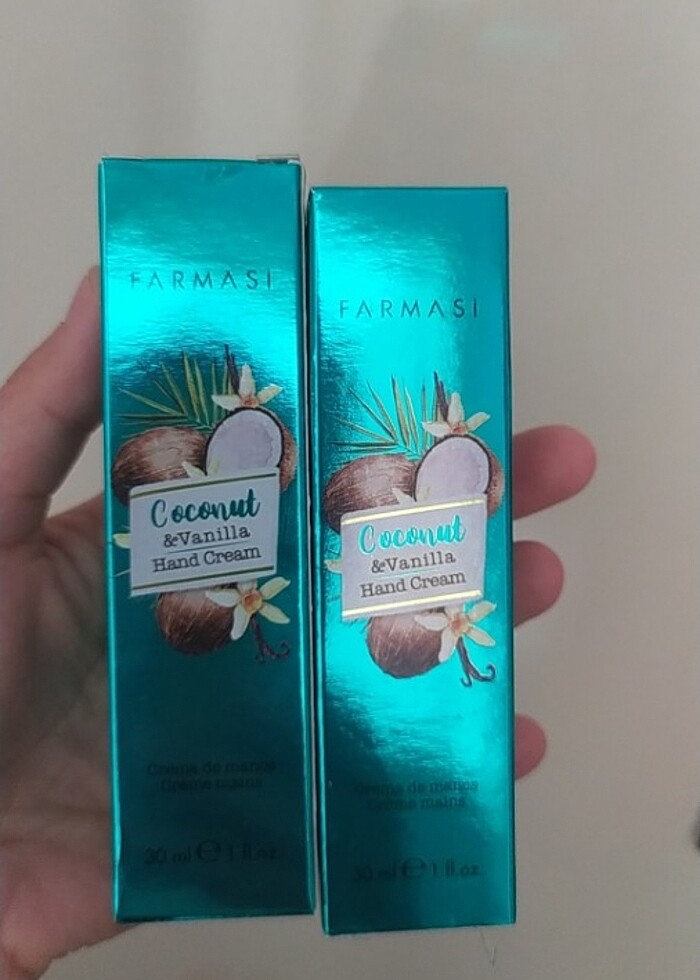 FARMASI
Coconut
&Vanilla
Hand Cream
Crema de manos
Crème mains
30 ml ℮ 1 fl.oz.
FARMASI
Coconut
&Vanilla
Hand Cream
Crema de manos
Crème mains
30 ml ℮ 1 fl.oz.